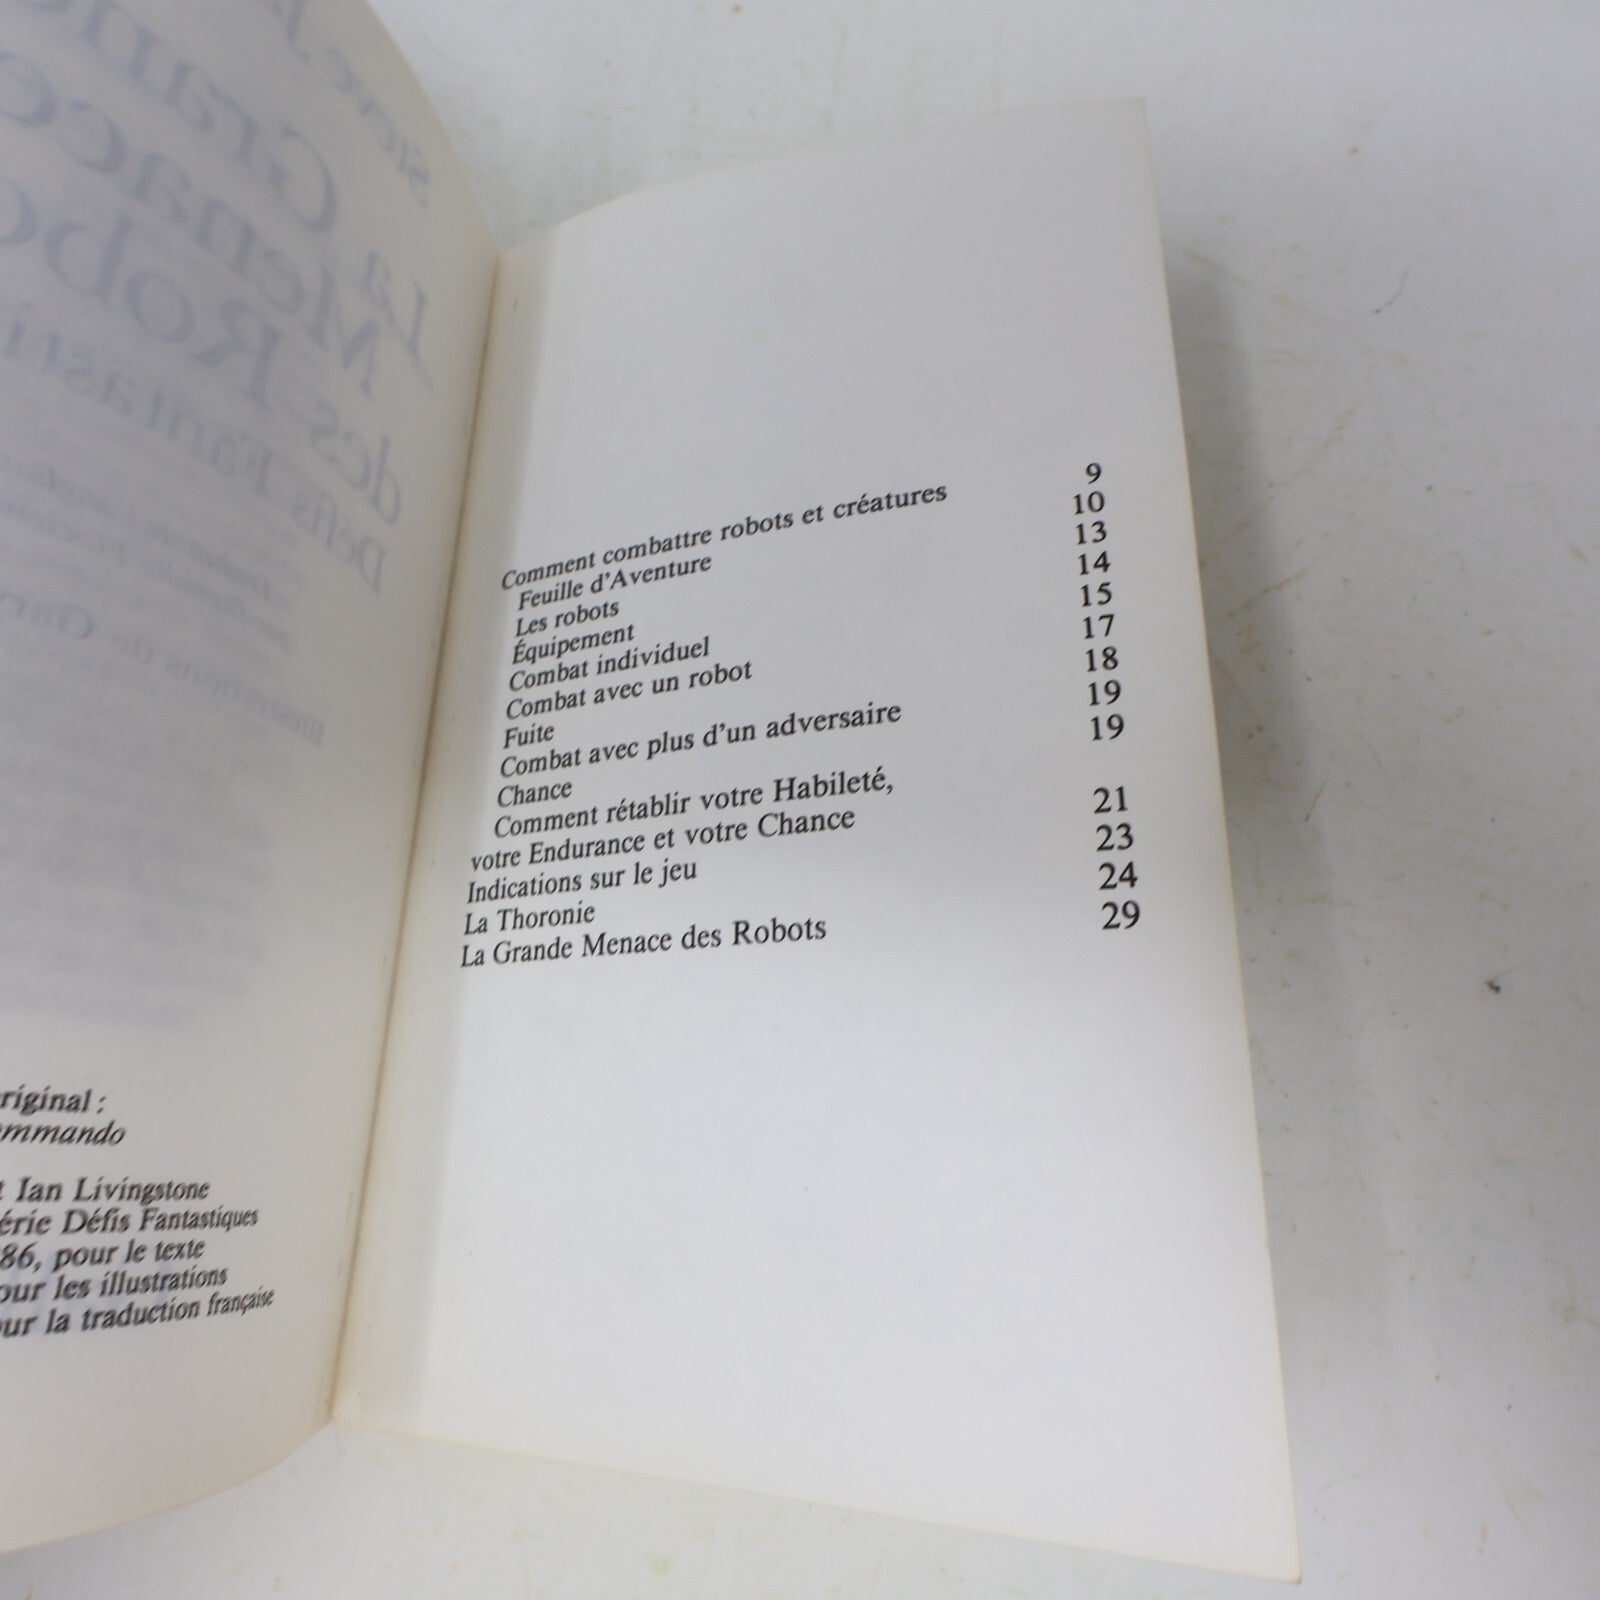 riginal :
ommando
t Ian Livingstone
érie Défis Fantastiques
86, pour le texte
our les illustrations
ur la traduction française
Comment combattre robots et créatures 9
Feuille d'Aventure 10
Les robots 13
Équipement 14
Combat individuel 15
Combat avec un robot 17
Fuite 18
Combat avec plus d'un adversaire 19
Chance 19
Comment rétablir votre Habileté,
votre Endurance et votre Chance 21
Indications sur le jeu 23
La Thoronie 24
La Grande Menace des Robots 29